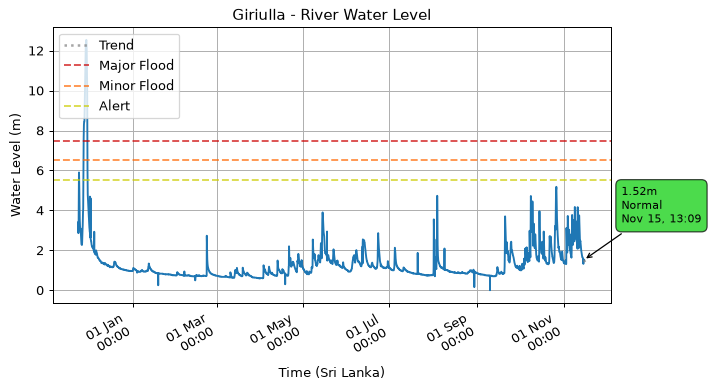 Giriulla - River Water Level
Water Level (m)
12
10
8
6
4
2
0
Trend
Major Flood
Minor Flood
Alert
1.52m
Normal
Nov 15, 13:09
01 Jan
00:00
01 Mar
00:00
01 May
00:00
01 Jul
00:00
01 Sep
00:00
01 Nov
00:00
Time (Sri Lanka)